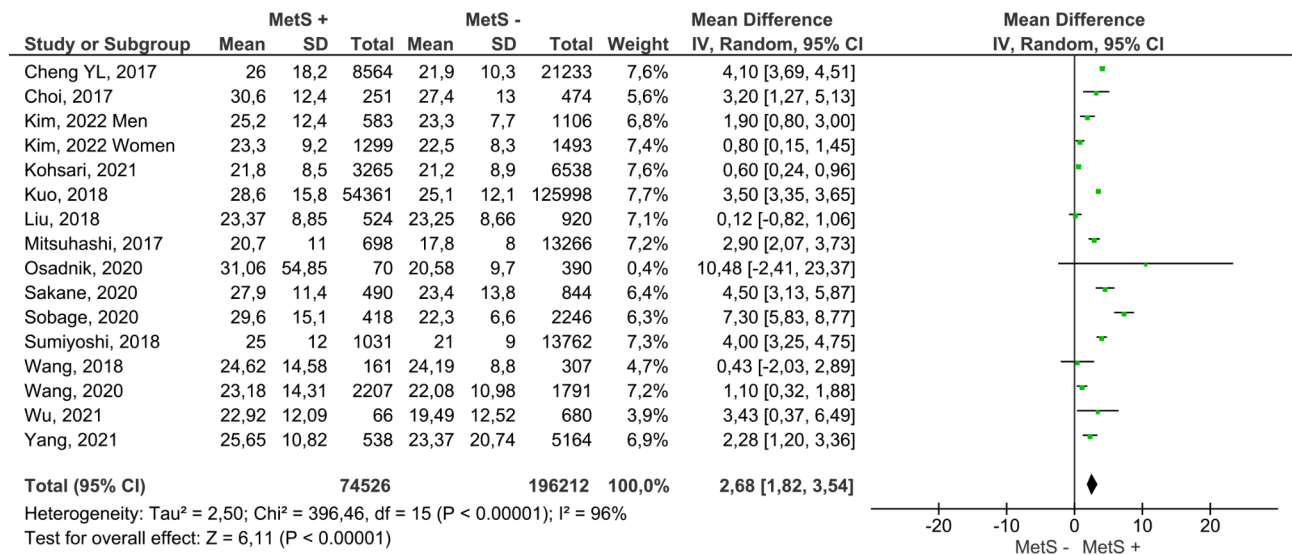 MetS + MetS - Mean Difference Mean Difference
Study or Subgroup Mean SD Total Mean SD Total Weight IV, Random, 95% CI IV, Random, 95% CI
Cheng YL, 2017 26 18,2 8564 21,9 10,3 21233 7,6% 4,10 [3,69, 4,51]
Choi, 2017 30,6 12,4 251 27,4 13 474 5,6% 3,20 [1,27, 5,13]
Kim, 2022 Men 25,2 12,4 583 23,3 7,7 1106 6,8% 1,90 [0,80, 3,00]
Kim, 2022 Women 23,3 9,2 1299 22,5 8,3 1493 7,4% 0,80 [0,15, 1,45]
Kohsari, 2021 21,8 8,5 3265 21,2 8,9 6538 7,6% 0,60 [0,24, 0,96]
Kuo, 2018 28,6 15,8 54361 25,1 12,1 125998 7,7% 3,50 [3,35, 3,65]
Liu, 2018 23,37 8,85 524 23,25 8,66 920 7,1% 0,12 [-0,82, 1,06]
Mitsuhashi, 2017 20,7 11 698 17,8 8 13266 7,2% 2,90 [2,07, 3,73]
Osadnik, 2020 31,06 54,85 70 20,58 9,7 390 0,4% 10,48 [-2,41, 23,37]
Sakane, 2020 27,9 11,4 490 23,4 13,8 844 6,4% 4,50 [3,13, 5,87]
Sobage, 2020 29,6 15,1 418 22,3 6,6 2246 6,3% 7,30 [5,83, 8,77]
Sumiyoshi, 2018 25 12 1031 21 9 13762 7,3% 4,00 [3,25, 4,75]
Wang, 2018 24,62 14,58 161 24,19 8,8 307 4,7% 0,43 [-2,03, 2,89]
Wang, 2020 23,18 14,31 2207 22,08 10,98 1791 7,2% 1,10 [0,32, 1,88]
Wu, 2021 22,92 12,09 66 19,49 12,52 680 3,9% 3,43 [0,37, 6,49]
Yang, 2021 25,65 10,82 538 23,37 20,74 5164 6,9% 2,28 [1,20, 3,36]
Total (95% CI) 74526 196212 100,0% 2,68 [1,82, 3,54]
Heterogeneity: Tau² = 2,50; Chi² = 396,46, df = 15 (P < 0.00001); I² = 96%
Test for overall effect: Z = 6,11 (P < 0.00001)
-20 -10 0 10 20
MetS - MetS +